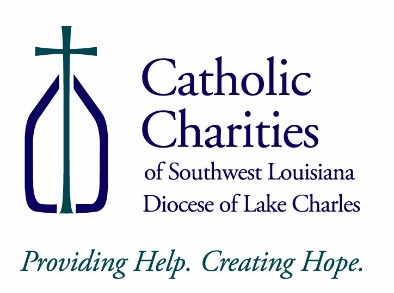 Catholic
Charities
of Southwest Louisiana
Diocese of Lake Charles
Providing Help. Creating Hope.